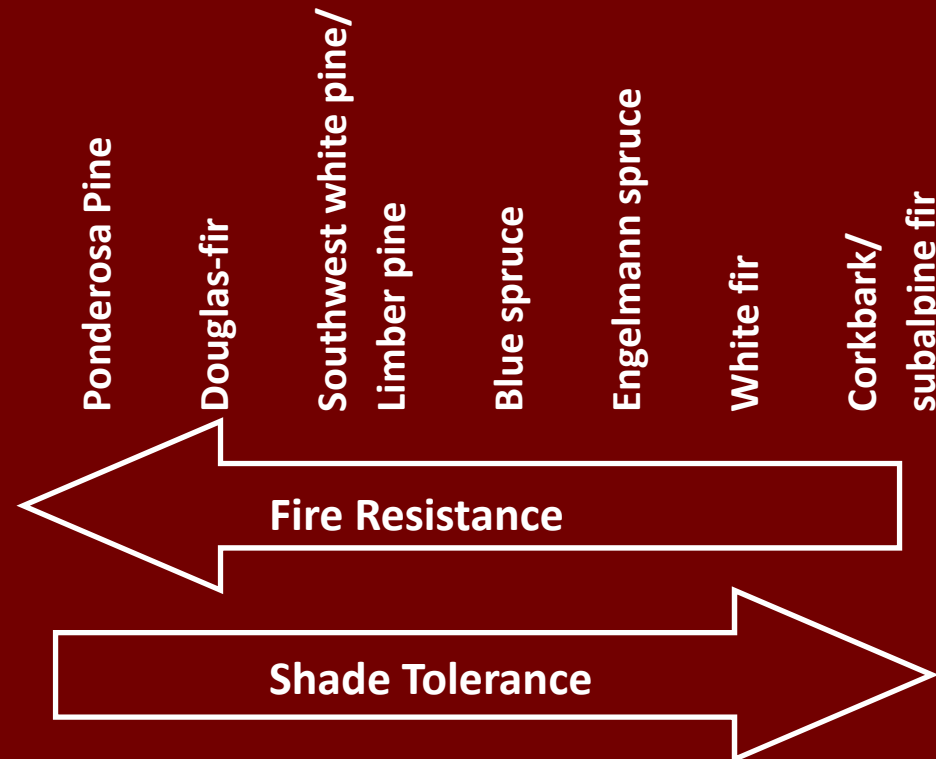 Ponderosa Pine
Douglas-fir
Southwest white pine/
Limber pine
Blue spruce
Engelmann spruce
White fir
Corkbark/
subalpine fir
Fire Resistance
Shade Tolerance